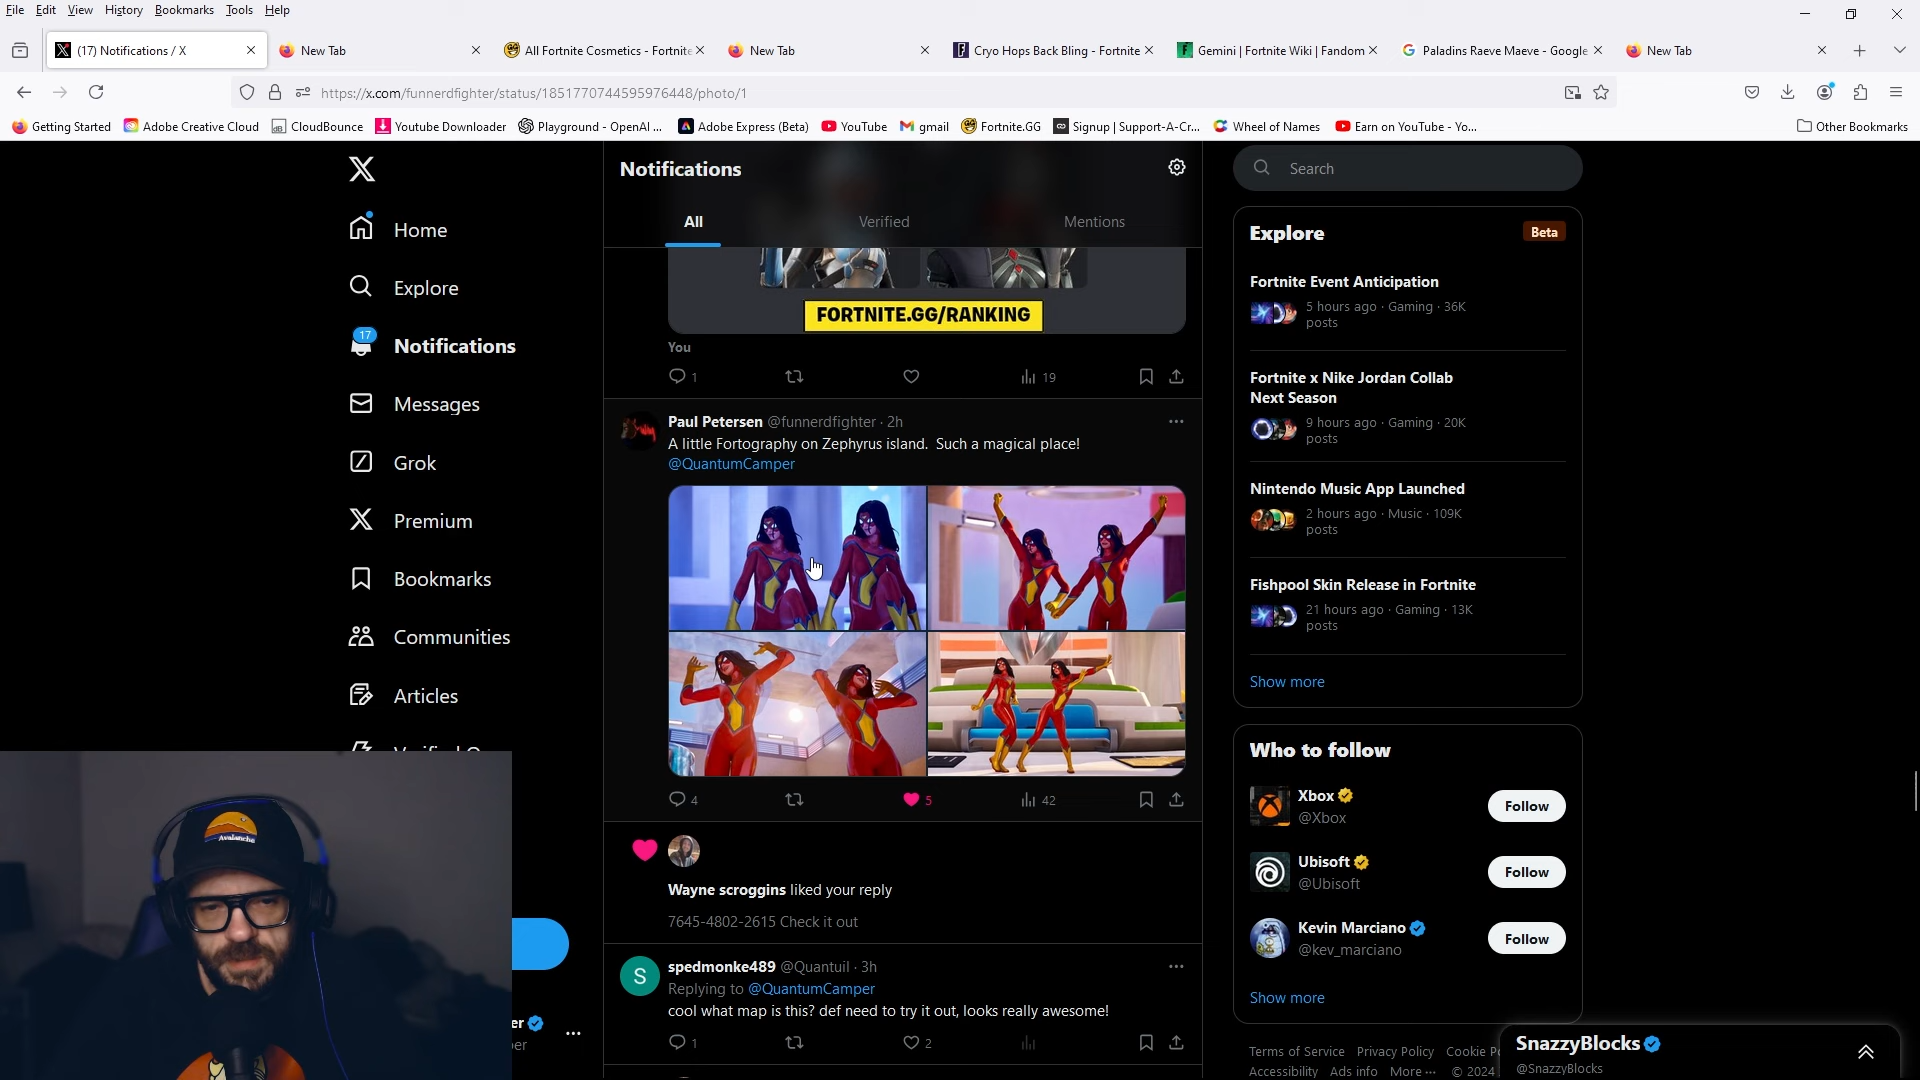 File Edit View History Bookmarks Tools Help
(17) Notifications / X
New Tab
All Fortnite Cosmetics - Fortnite
New Tab
Cryo Hops Back Bling - Fortnite
Gemini | Fortnite Wiki | Fandom
Paladins Raeve Maeve - Google
New Tab
https://x.com/funnerdfighter/status/1851770744595976448/photo/1
Getting Started
Adobe Creative Cloud
CloudBounce
Youtube Downloader
Playground - OpenAI ...
Adobe Express (Beta)
YouTube
gmail
Fortnite.GG
Signup | Support-A-Cr...
Wheel of Names
Earn on YouTube - Yo...
Other Bookmarks
Home
Explore
17
Notifications
Messages
Grok
Premium
Bookmarks
Communities
Articles
Avalanche
er
er
Notifications
All Verified Mentions
FORTNITE.GG/RANKING
You
1 19
Paul Petersen @funnerdfighter · 2h
A little Fortography on Zephyrus island. Such a magical place!
@QuantumCamper
4 5 42
Wayne scroggins liked your reply
7645-4802-2615 Check it out
S
spedmonke489 @Quantuil · 3h
Replying to @QuantumCamper
cool what map is this? def need to try it out, looks really awesome!
1 2
Search
Explore Beta
Fortnite Event Anticipation
5 hours ago · Gaming · 36K
posts
Fortnite x Nike Jordan Collab
Next Season
9 hours ago · Gaming · 20K
posts
Nintendo Music App Launched
2 hours ago · Music · 109K
posts
Fishpool Skin Release in Fortnite
21 hours ago · Gaming · 13K
posts
Show more
Who to follow
Xbox
@Xbox
Follow
Ubisoft
@Ubisoft
Follow
Kevin Marciano
@kev_marciano
Follow
Show more
Terms of Service Privacy Policy Cookie
Accessibility Ads info More ··· © 2024
SnazzyBlocks
@SnazzyBlocks